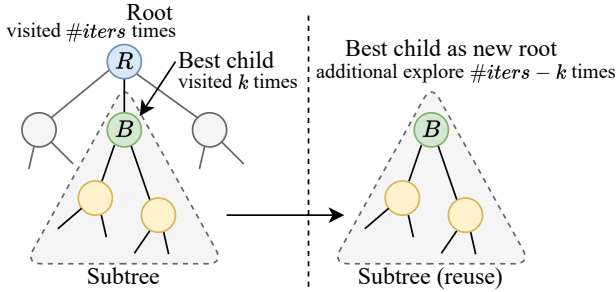 Root
visited #iters times
R
Best child
visited k times
B
Subtree
Best child as new root
additional explore #iters − k times
B
Subtree (reuse)